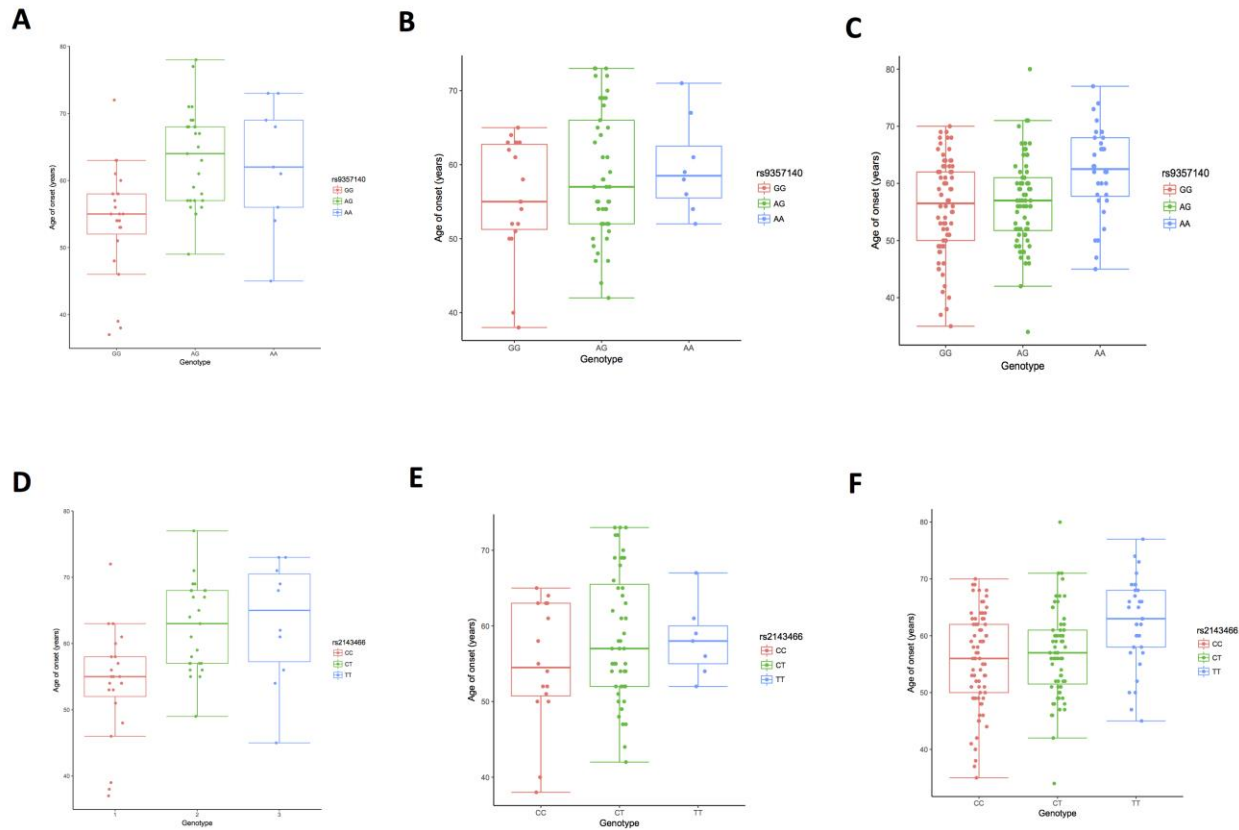 A
80
70
60
50
40
Age of onset (years)
GG
AG
AA
Genotype
rs9357140
GG
AG
AA
B
70
60
50
40
Age of onset (years)
GG
AG
AA
Genotype
rs9357140
GG
AG
AA
C
80
70
60
50
40
Age of onset (years)
GG
AG
AA
Genotype
rs9357140
GG
AG
AA
D
80
70
60
50
40
Age of onset (years)
1
2
3
Genotype
rs2143466
CC
CT
TT
E
70
60
50
40
Age of onset (years)
CC
CT
TT
Genotype
rs2143466
CC
CT
TT
F
80
70
60
50
40
Age of onset (years)
CC
CT
TT
Genotype
rs2143466
CC
CT
TT